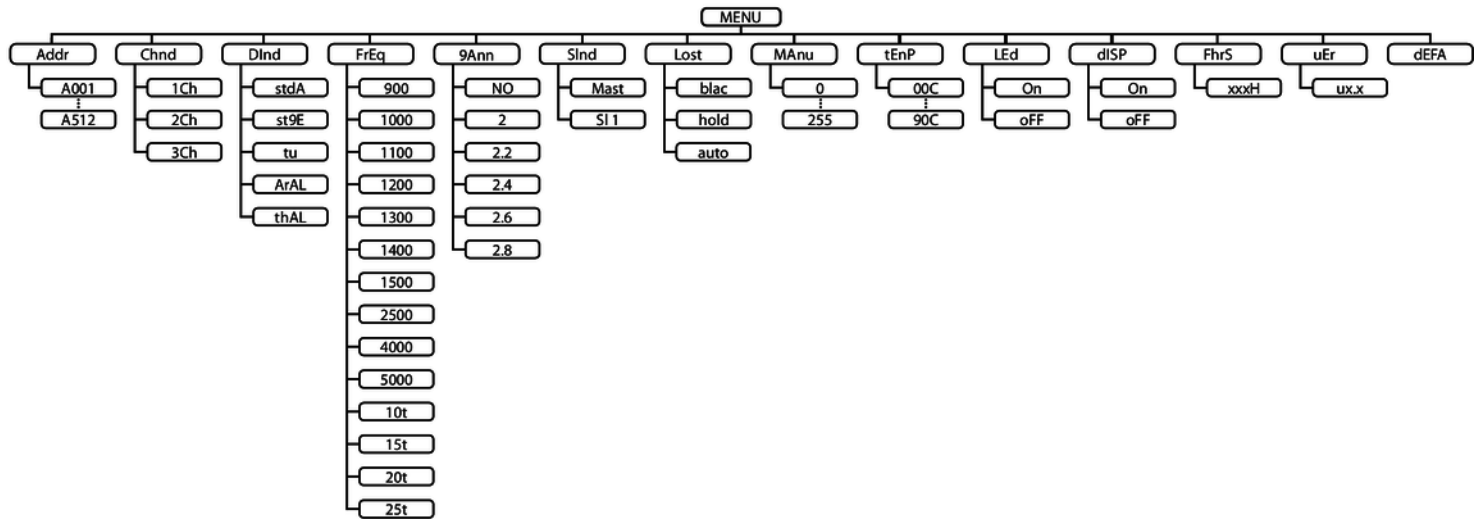 MENU
Addr Chnd DInd FrEq 9Ann SInd Lost MAnu tEnP LEd dISP FhrS uEr dEFA
A001 1Ch stdA 900 NO Mast blac 0 00C On On xxxH ux.x
A512 2Ch st9E 1000 2 Sl 1 hold 255 90C oFF oFF
3Ch tu 1100 2.2 auto
ArAL 1200 2.4
thAL 1300 2.6
1400 2.8
1500
2500
4000
5000
10t
15t
20t
25t